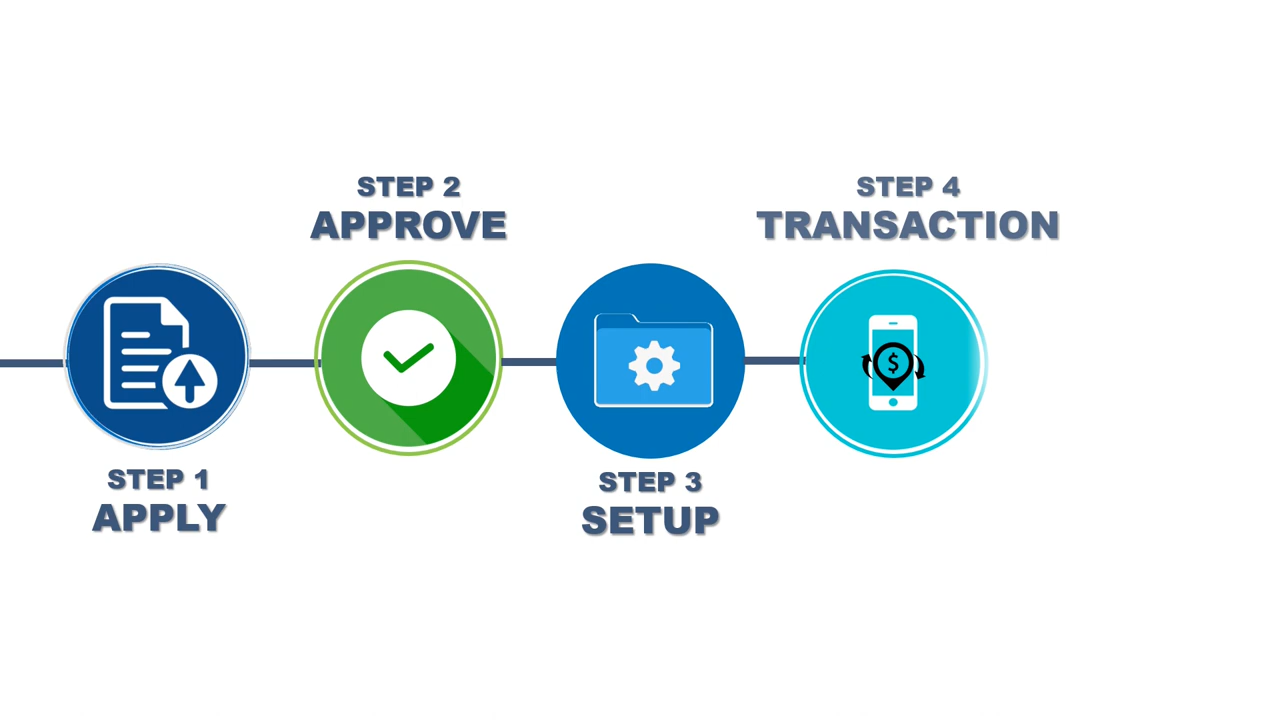 STEP 1
APPLY
STEP 2
APPROVE
STEP 3
SETUP
STEP 4
TRANSACTION
$